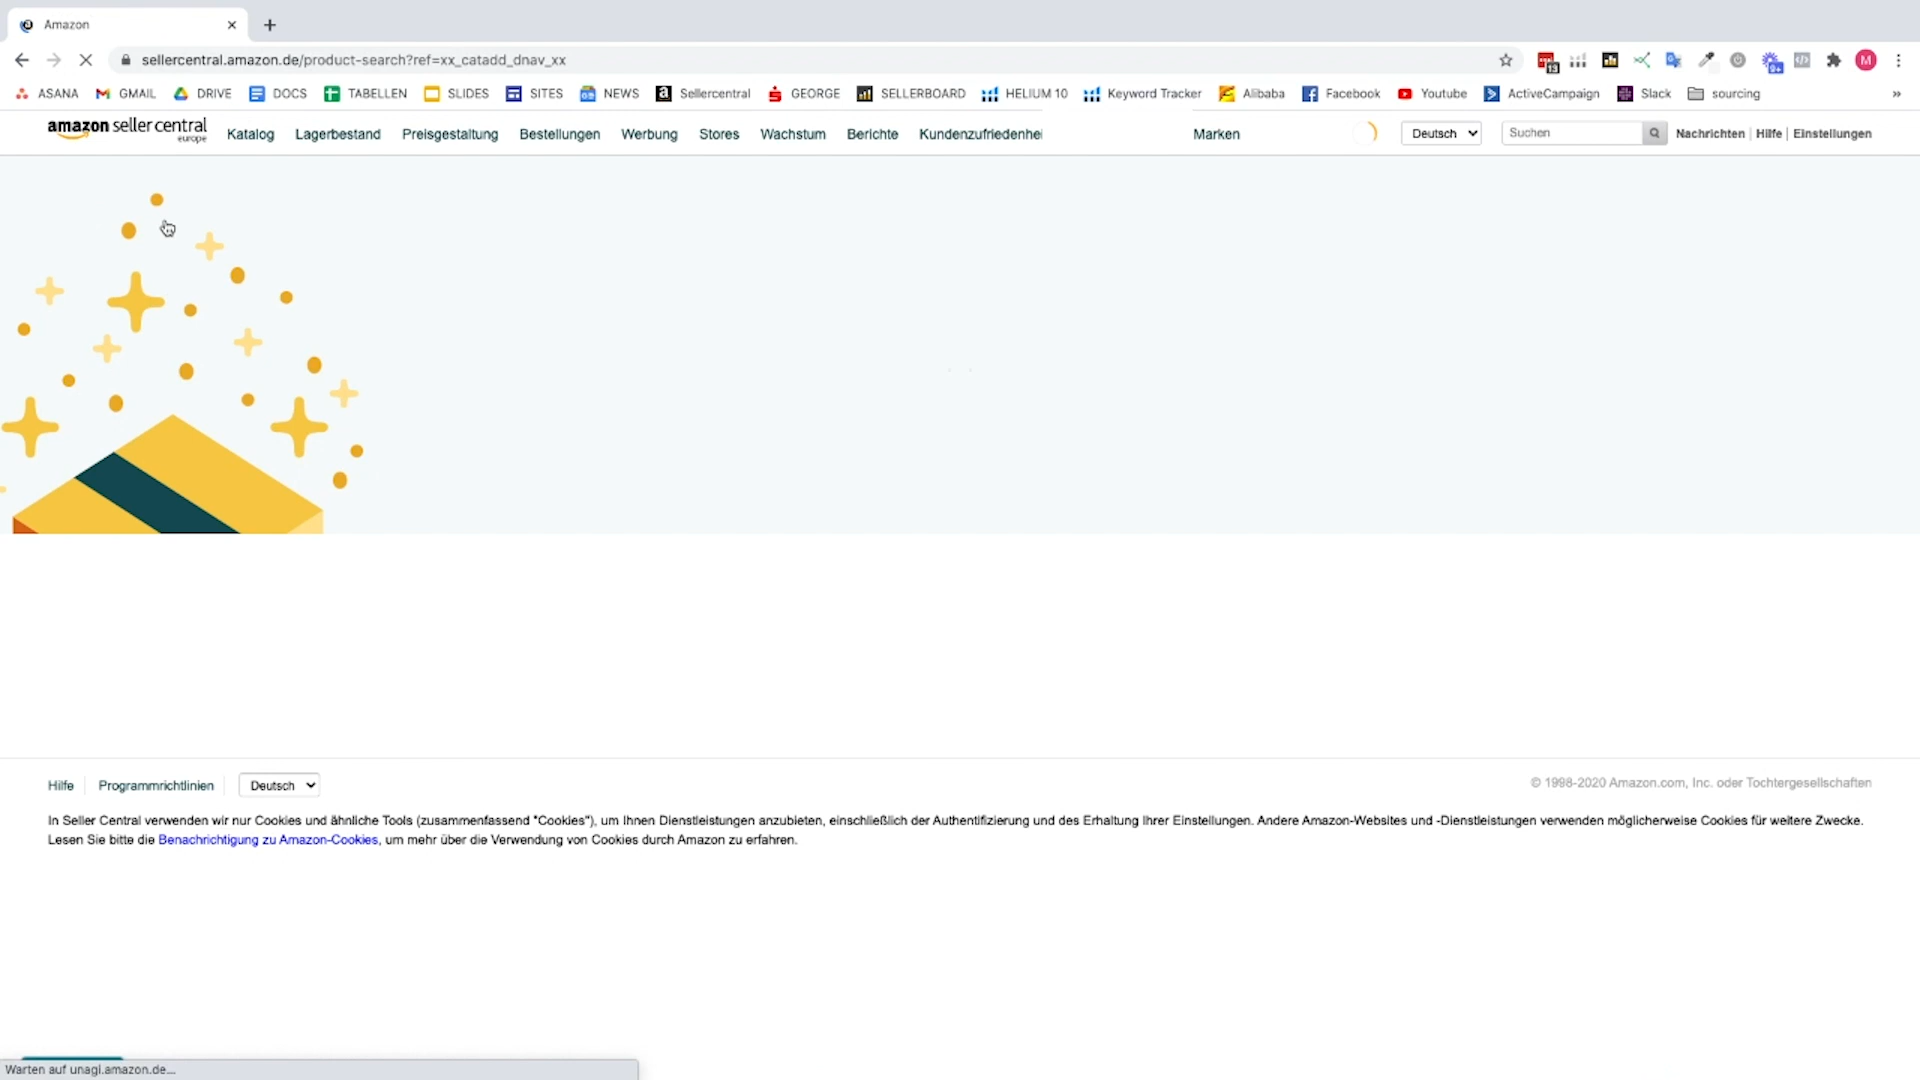 Amazon
sellercentral.amazon.de/product-search?ref=xx_catadd_dnav_xx
13
9+
M
ASANA GMAIL DRIVE DOCS TABELLEN SLIDES SITES NEWS Sellercentral GEORGE SELLERBOARD HELIUM 10 Keyword Tracker Alibaba Facebook Youtube ActiveCampaign Slack sourcing »
amazon seller central
europe
Katalog Lagerbestand Preisgestaltung Bestellungen Werbung Stores Wachstum Berichte Kundenzufriedenhei Marken Deutsch Suchen Nachrichten | Hilfe | Einstellungen
Hilfe Programmrichtlinien Deutsch
© 1998-2020 Amazon.com, Inc. oder Tochtergesellschaften
In Seller Central verwenden wir nur Cookies und ähnliche Tools (zusammenfassend "Cookies"), um Ihnen Dienstleistungen anzubieten, einschließlich der Authentifizierung und des Erhaltung Ihrer Einstellungen. Andere Amazon-Websites und -Dienstleistungen verwenden möglicherweise Cookies für weitere Zwecke.
Lesen Sie bitte die Benachrichtigung zu Amazon-Cookies, um mehr über die Verwendung von Cookies durch Amazon zu erfahren.
Warten auf unagi.amazon.de...